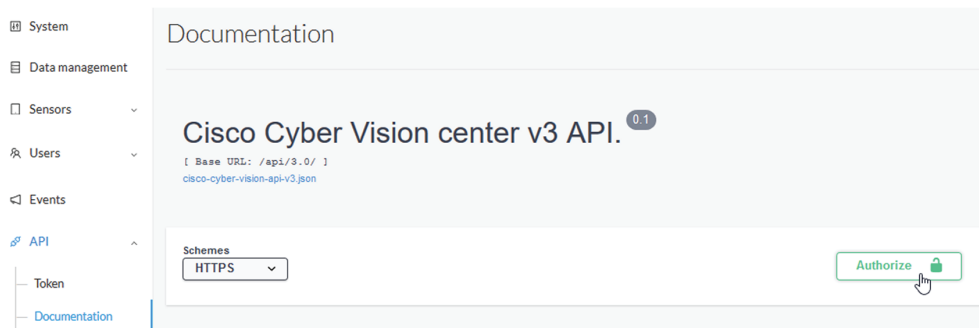 System
Data management
Sensors
Users
Events
API
Token
Documentation
Documentation
Cisco Cyber Vision center v3 API. 0.1
[ Base URL: /api/3.0/ ]
cisco-cyber-vision-api-v3.json
Schemes
HTTPS
Authorize